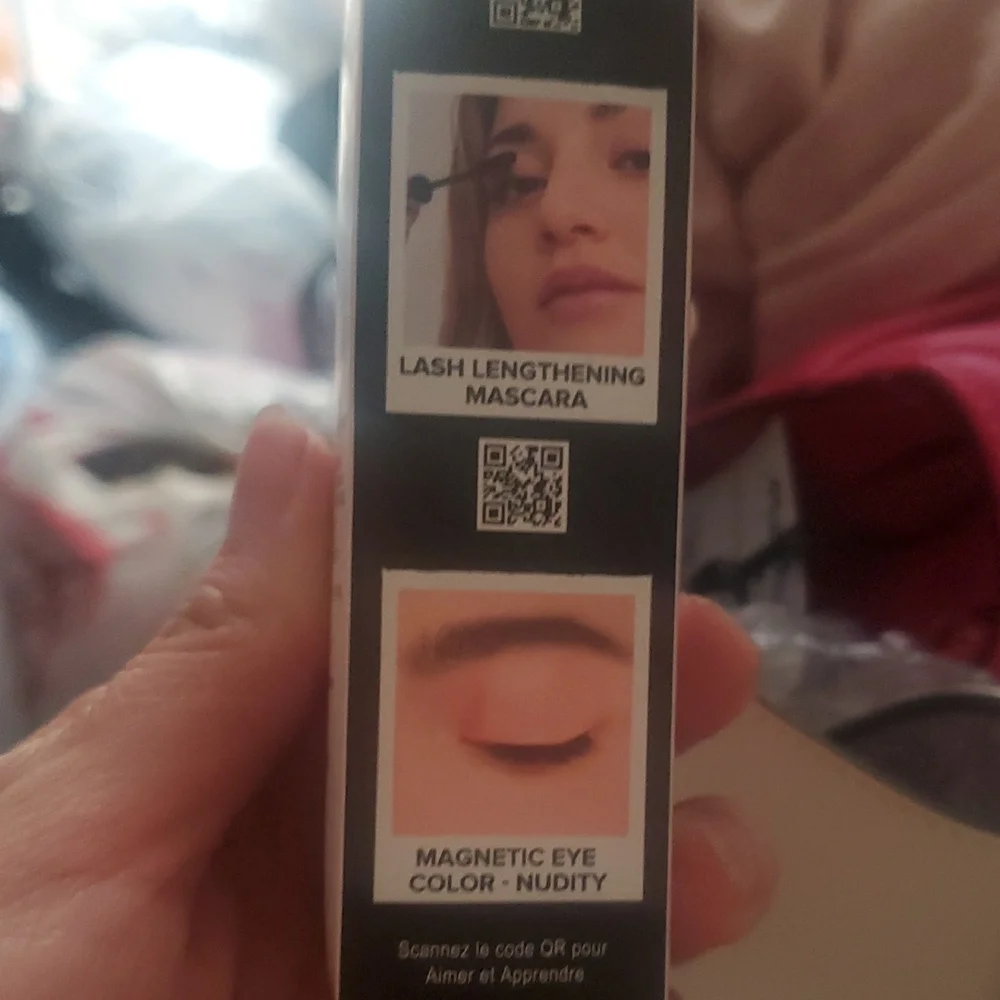 LASH LENGTHENING
MASCARA
MAGNETIC EYE
COLOR - NUDITY
Scannez le code QR pour
Aimer et Apprendre